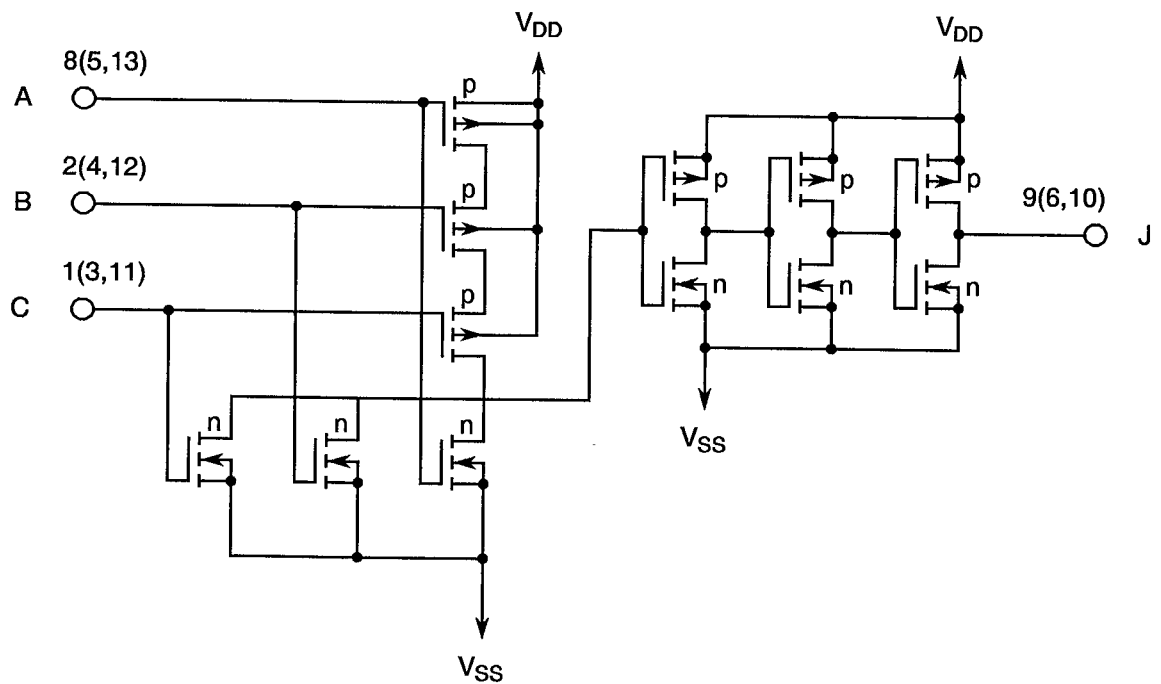 V_DD
V_DD
8(5,13)
A
p
2(4,12)
B
p
p
p
p
9(6,10)
J
1(3,11)
C
p
n
n
n
n
n
n
V_SS
V_SS